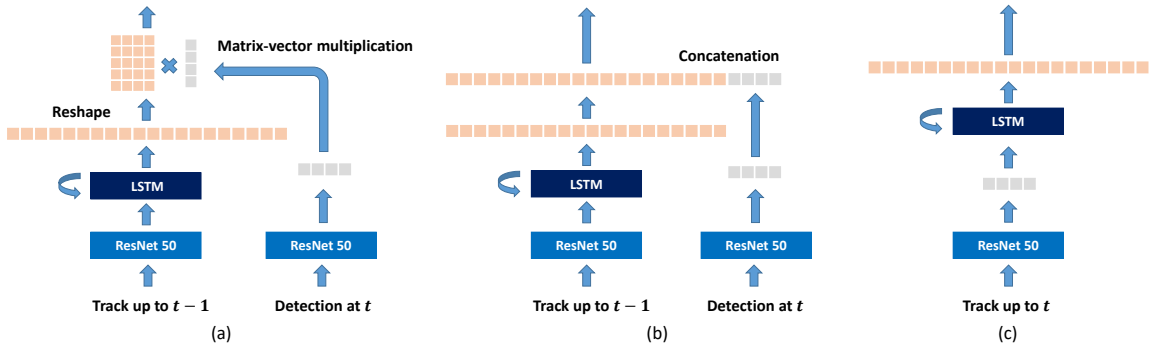 Matrix-vector multiplication
Reshape
LSTM
ResNet 50
ResNet 50
Track up to t − 1
Detection at t
(a)
Concatenation
LSTM
ResNet 50
ResNet 50
Track up to t − 1
Detection at t
(b)
LSTM
ResNet 50
Track up to t
(c)